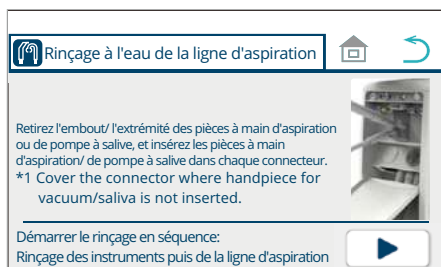 Rinçage à l'eau de la ligne d'aspiration
Retirez l'embout/ l'extrémité des pièces à main d'aspiration
ou de pompe à salive, et insérez les pièces à main
d'aspiration/ de pompe à salive dans chaque connecteur.
*1 Cover the connector where handpiece for
vacuum/saliva is not inserted.
Démarrer le rinçage en séquence:
Rinçage des instruments puis de la ligne d'aspiration